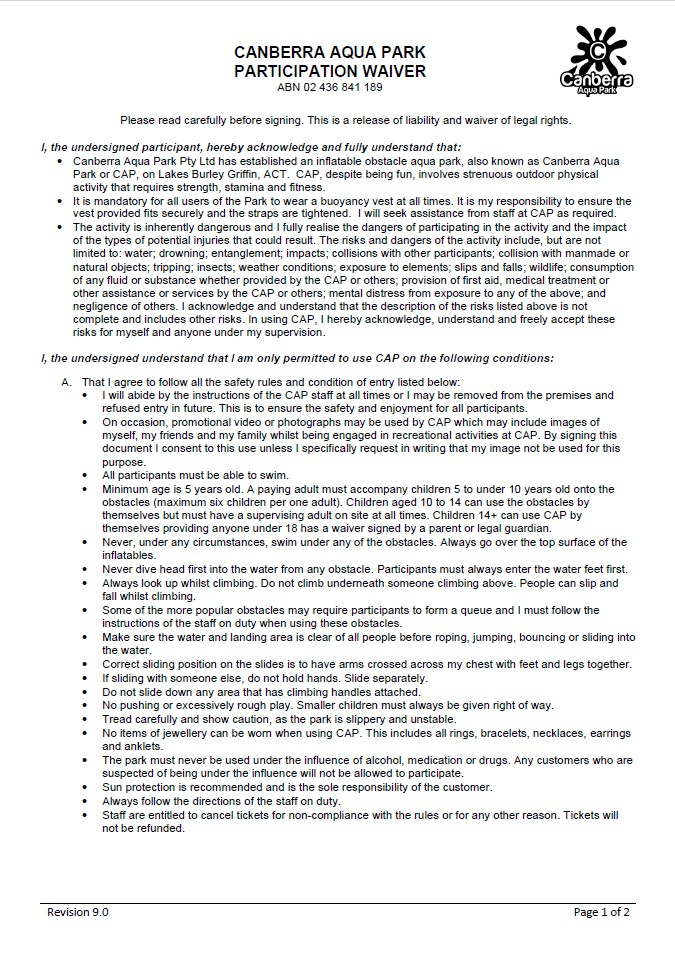 CANBERRA AQUA PARK
PARTICIPATION WAIVER
ABN 02 436 841 189
C
Canberra
Aqua Park
Please read carefully before signing. This is a release of liability and waiver of legal rights.
I, the undersigned participant, hereby acknowledge and fully understand that:
• Canberra Aqua Park Pty Ltd has established an inflatable obstacle aqua park, also known as Canberra Aqua
Park or CAP, on Lakes Burley Griffin, ACT. CAP, despite being fun, involves strenuous outdoor physical
activity that requires strength, stamina and fitness.
• It is mandatory for all users of the Park to wear a buoyancy vest at all times. It is my responsibility to ensure the
vest provided fits securely and the straps are tightened. I will seek assistance from staff at CAP as required.
• The activity is inherently dangerous and I fully realise the dangers of participating in the activity and the impact
of the types of potential injuries that could result. The risks and dangers of the activity include, but are not
limited to: water; drowning; entanglement; impacts; collisions with other participants; collision with manmade or
natural objects; tripping; insects; weather conditions; exposure to elements; slips and falls; wildlife; consumption
of any fluid or substance whether provided by the CAP or others; provision of first aid, medical treatment or
other assistance or services by the CAP or others; mental distress from exposure to any of the above; and
negligence of others. I acknowledge and understand that the description of the risks listed above is not
complete and includes other risks. In using CAP, I hereby acknowledge, understand and freely accept these
risks for myself and anyone under my supervision.
I, the undersigned understand that I am only permitted to use CAP on the following conditions:
A. That I agree to follow all the safety rules and condition of entry listed below:
• I will abide by the instructions of the CAP staff at all times or I may be removed from the premises and
refused entry in future. This is to ensure the safety and enjoyment for all participants.
• On occasion, promotional video or photographs may be used by CAP which may include images of
myself, my friends and my family whilst being engaged in recreational activities at CAP. By signing this
document I consent to this use unless I specifically request in writing that my image not be used for this
purpose.
• All participants must be able to swim.
• Minimum age is 5 years old. A paying adult must accompany children 5 to under 10 years old onto the
obstacles (maximum six children per one adult). Children aged 10 to 14 can use the obstacles by
themselves but must have a supervising adult on site at all times. Children 14+ can use CAP by
themselves providing anyone under 18 has a waiver signed by a parent or legal guardian.
• Never, under any circumstances, swim under any of the obstacles. Always go over the top surface of the
inflatables.
• Never dive head first into the water from any obstacle. Participants must always enter the water feet first.
• Always look up whilst climbing. Do not climb underneath someone climbing above. People can slip and
fall whilst climbing.
• Some of the more popular obstacles may require participants to form a queue and I must follow the
instructions of the staff on duty when using these obstacles.
• Make sure the water and landing area is clear of all people before roping, jumping, bouncing or sliding into
the water.
• Correct sliding position on the slides is to have arms crossed across my chest with feet and legs together.
• If sliding with someone else, do not hold hands. Slide separately.
• Do not slide down any area that has climbing handles attached.
• No pushing or excessively rough play. Smaller children must always be given right of way.
• Tread carefully and show caution, as the park is slippery and unstable.
• No items of jewellery can be worn when using CAP. This includes all rings, bracelets, necklaces, earrings
and anklets.
• The park must never be used under the influence of alcohol, medication or drugs. Any customers who are
suspected of being under the influence will not be allowed to participate.
• Sun protection is recommended and is the sole responsibility of the customer.
• Always follow the directions of the staff on duty.
• Staff are entitled to cancel tickets for non-compliance with the rules or for any other reason. Tickets will
not be refunded.
Revision 9.0
Page 1 of 2